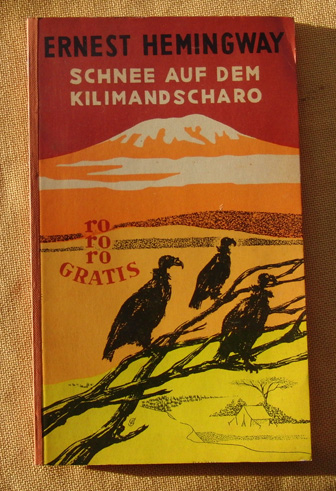 ERNEST HEMINGWAY
SCHNEE AUF DEM
KILIMANDSCHARO
ro
ro
ro
GRATIS